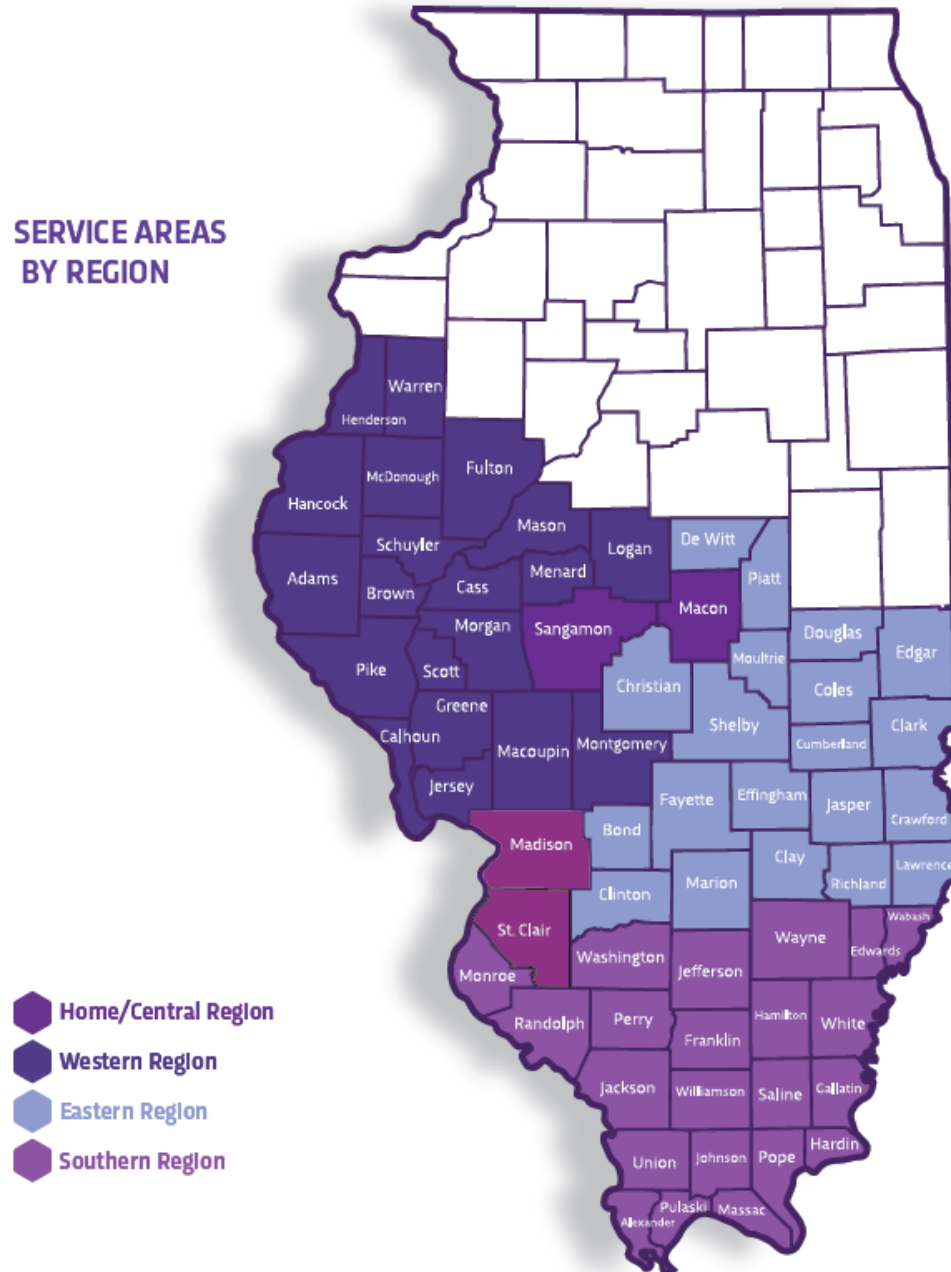 SERVICE AREAS
BY REGION
Warren
Henderson
Fulton
McDonough
Hancock
Mason
Schuyler
Logan
De Witt
Adams
Menard
Piatt
Cass
Brown
Macon
Morgan
Sangamon
Douglas
Edgar
Moultrie
Pike
Scott
Christian
Coles
Greene
Shelby
Clark
Calhoun
Macoupin
Montgomery
Cumberland
Jersey
Fayette
Effingham
Jasper
Crawford
Bond
Madison
Clay
Lawrence
Marion
Richland
Clinton
Wabash
St. Clair
Wayne
Edwards
Washington
Jefferson
Monroe
Hamilton
Randolph
Perry
White
Franklin
Jackson
Williamson
Saline
Gallatin
Hardin
Union
Johnson
Pope
Pulaski
Massac
Alexander
Home/Central Region
Western Region
Eastern Region
Southern Region